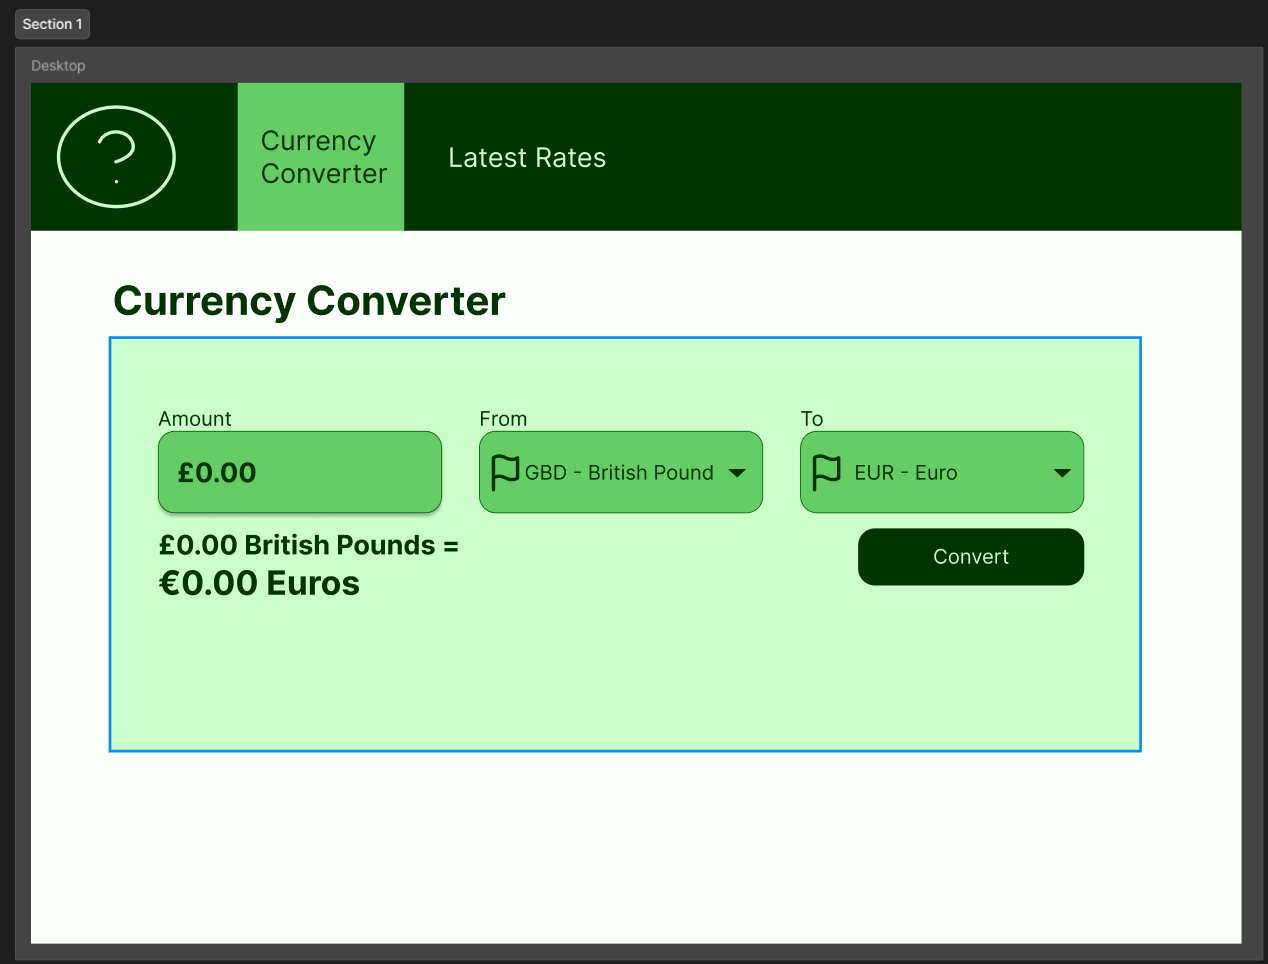 Section 1
Desktop
?
Currency
Converter
Latest Rates
Currency Converter
Amount
From
To
£0.00
GBD - British Pound
EUR - Euro
£0.00 British Pounds =
€0.00 Euros
Convert